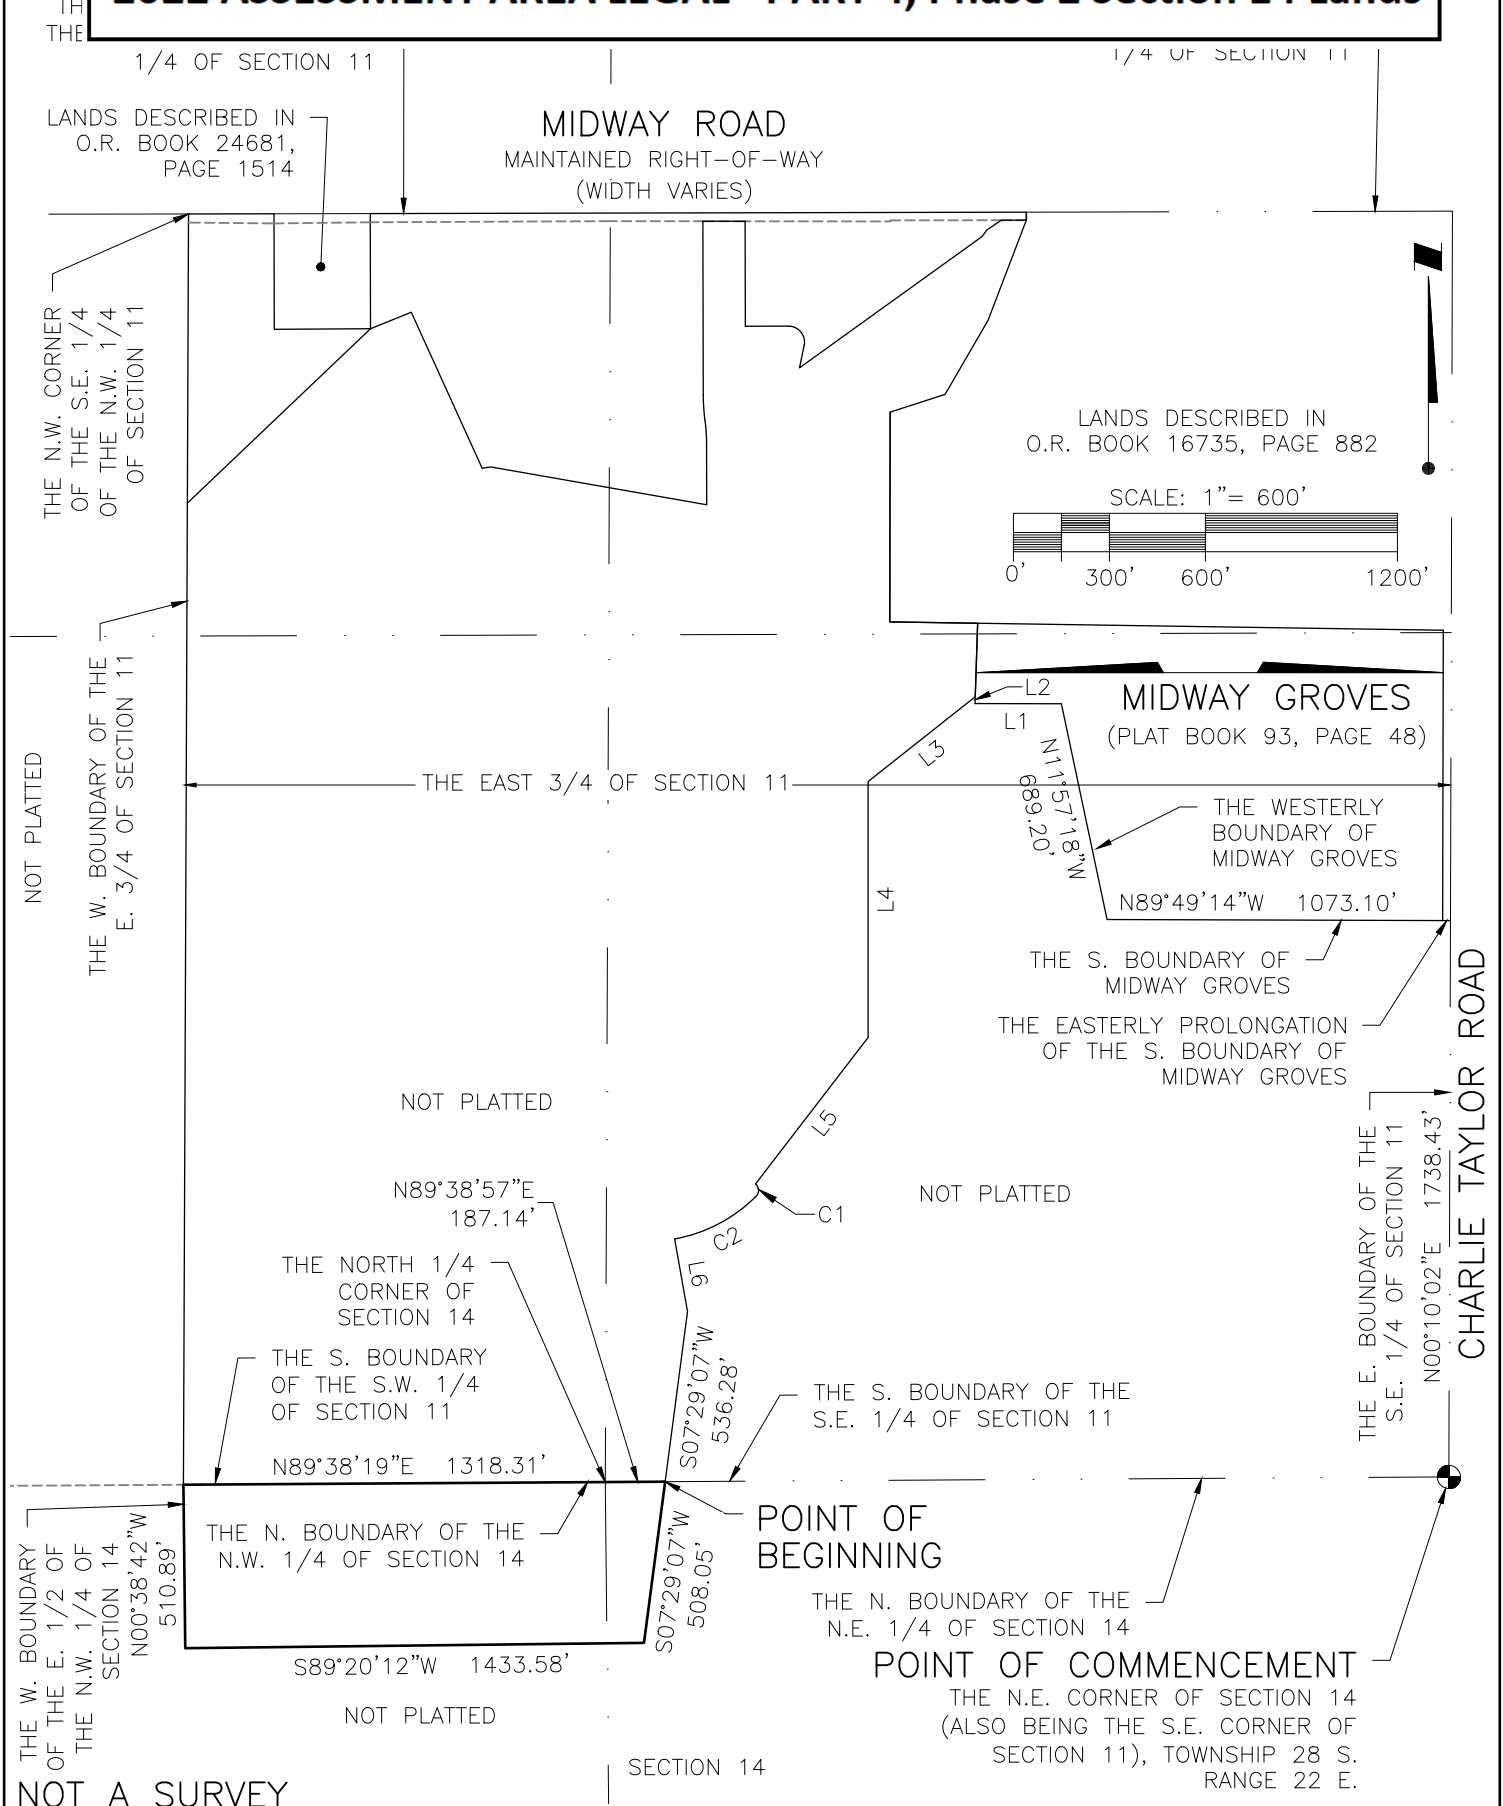 2022 ASSESSMENT AREA LEGAL - PART 4, Phase 2 Section 14 Lands
TH
THE
1/4 OF SECTION 11
1/4 OF SECTION 11
LANDS DESCRIBED IN
O.R. BOOK 24681,
PAGE 1514
MIDWAY ROAD
MAINTAINED RIGHT-OF-WAY
(WIDTH VARIES)
THE N.W. CORNER
OF THE S.E. 1/4
OF THE N.W. 1/4
OF SECTION 11
LANDS DESCRIBED IN
O.R. BOOK 16735, PAGE 882
SCALE: 1"= 600'
0' 300' 600' 1200'
NOT PLATTED
THE W. BOUNDARY OF THE
E. 3/4 OF SECTION 11
L2
L1
L3
MIDWAY GROVES
(PLAT BOOK 93, PAGE 48)
THE EAST 3/4 OF SECTION 11
N11°57'18"W
689.20'
THE WESTERLY
BOUNDARY OF
MIDWAY GROVES
L4
N89°49'14"W 1073.10'
THE S. BOUNDARY OF
MIDWAY GROVES
THE EASTERLY PROLONGATION
OF THE S. BOUNDARY OF
MIDWAY GROVES
CHARLIE TAYLOR ROAD
NOT PLATTED
L5
THE E. BOUNDARY OF THE
S.E. 1/4 OF SECTION 11
N00°10'02"E 1738.43'
N89°38'57"E
187.14'
NOT PLATTED
C1
C2
L6
THE NORTH 1/4
CORNER OF
SECTION 14
THE S. BOUNDARY
OF THE S.W. 1/4
OF SECTION 11
S07°29'07"W
536.28'
THE S. BOUNDARY OF THE
S.E. 1/4 OF SECTION 11
N89°38'19"E 1318.31'
THE N. BOUNDARY OF THE
N.W. 1/4 OF SECTION 14
POINT OF
BEGINNING
S07°29'07"W
508.05'
THE W. BOUNDARY
OF THE E. 1/2 OF
THE N.W. 1/4 OF
SECTION 14
N00°38'42"W
510.89'
THE N. BOUNDARY OF THE
N.E. 1/4 OF SECTION 14
S89°20'12"W 1433.58'
POINT OF COMMENCEMENT
THE N.E. CORNER OF SECTION 14
(ALSO BEING THE S.E. CORNER OF
SECTION 11), TOWNSHIP 28 S.
RANGE 22 E.
NOT PLATTED
SECTION 14
NOT A SURVEY